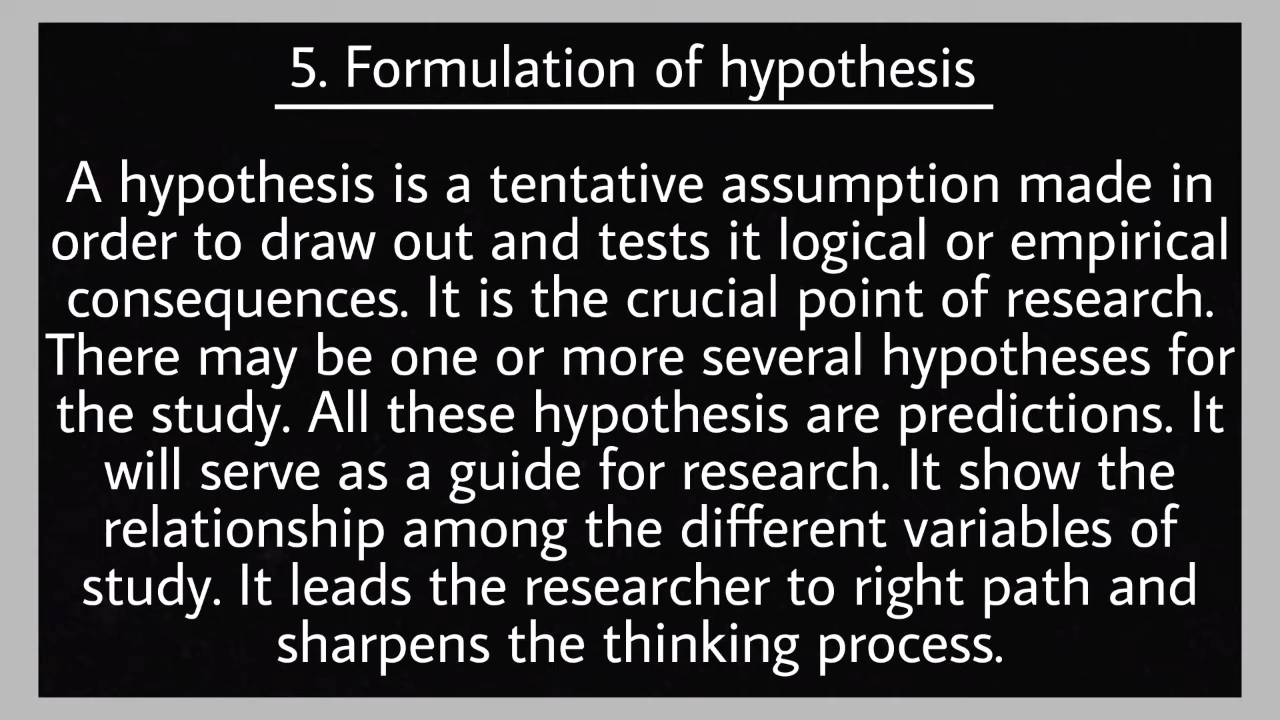 5. Formulation of hypothesis
A hypothesis is a tentative assumption made in
order to draw out and tests it logical or empirical
consequences. It is the crucial point of research.
There may be one or more several hypotheses for
the study. All these hypothesis are predictions. It
will serve as a guide for research. It show the
relationship among the different variables of
study. It leads the researcher to right path and
sharpens the thinking process.